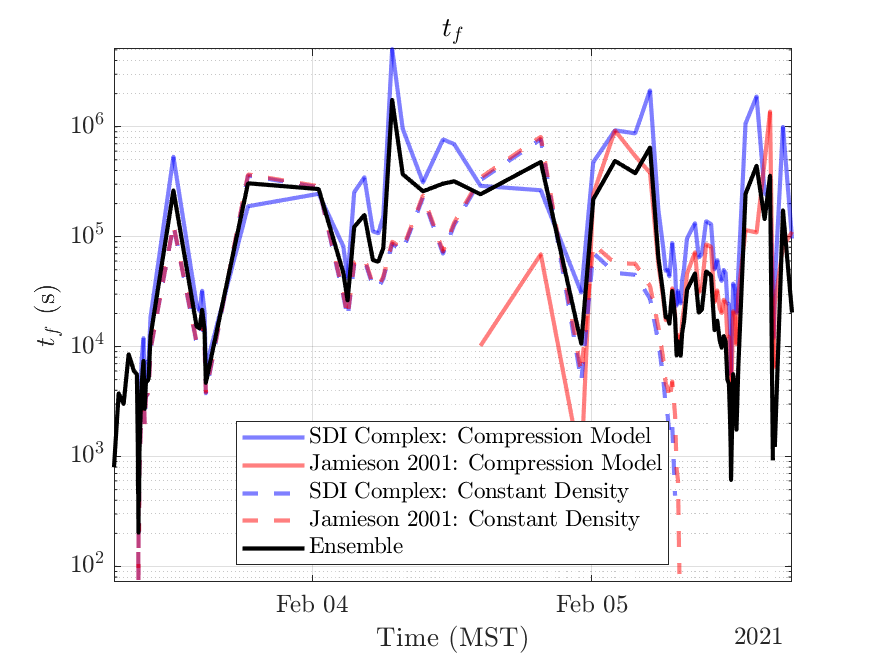 t_f
10^6
10^5
10^4
10^3
10^2
t_f (s)
SDI Complex: Compression Model
Jamieson 2001: Compression Model
SDI Complex: Constant Density
Jamieson 2001: Constant Density
Ensemble
Feb 04
Feb 05
Time (MST)
2021